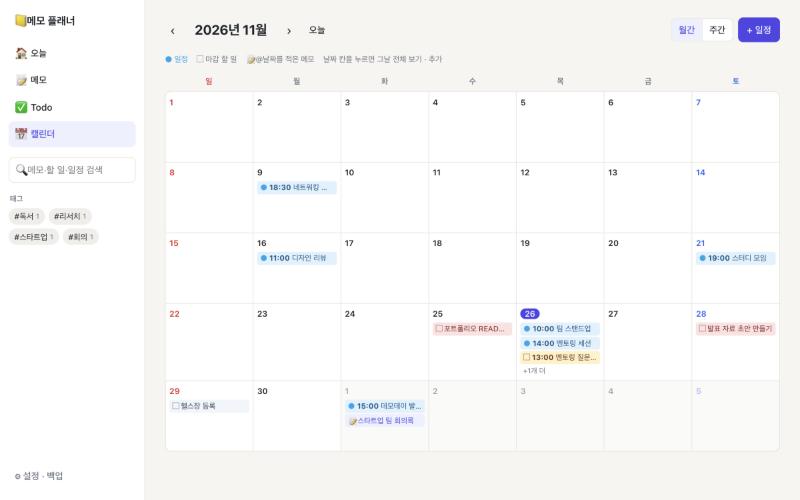 메모 플래너
오늘
메모
Todo
캘린더
메모·할 일·일정 검색
태그
#독서 1 #리서치 1
#스타트업 1 #회의 1
설정 · 백업
‹ 2026년 11월 › 오늘
월간 주간 + 일정
일정 마감 할 일 @날짜를 적은 메모 날짜 칸을 누르면 그날 전체 보기 · 추가
일 월 화 수 목 금 토
1 2 3 4 5 6 7
8 9 10 11 12 13 14
18:30 네트워킹 ...
15 16 17 18 19 20 21
11:00 디자인 리뷰
19:00 스터디 모임
22 23 24 25 26 27 28
포트폴리오 READ...
10:00 팀 스탠드업
14:00 멘토링 세션
13:00 멘토링 질문...
+1개 더
발표 자료 초안 만들기
29 30 1 2 3 4 5
헬스장 등록
15:00 데모데이 발...
스타트업 팀 회의록